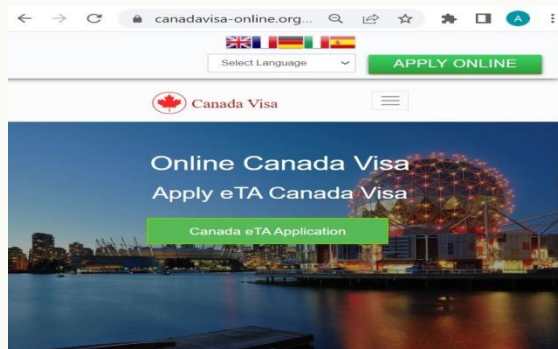 canadavisa-online.org...
A
Select Language
APPLY ONLINE
Canada Visa
Online Canada Visa
Apply eTA Canada Visa
Canada eTA Application